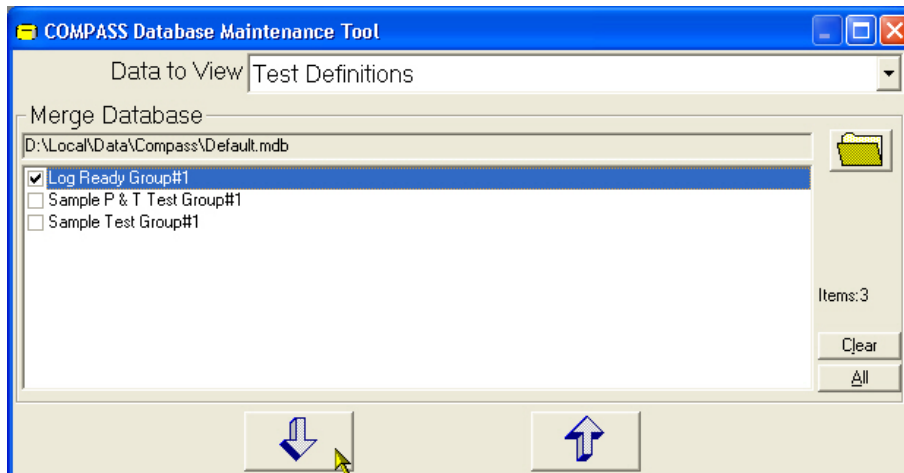 COMPASS Database Maintenance Tool
Data to View Test Definitions
Merge Database
D:\Local\Data\Compass\Default.mdb
Log Ready Group#1
Sample P & T Test Group#1
Sample Test Group#1
Items:3
Clear
All